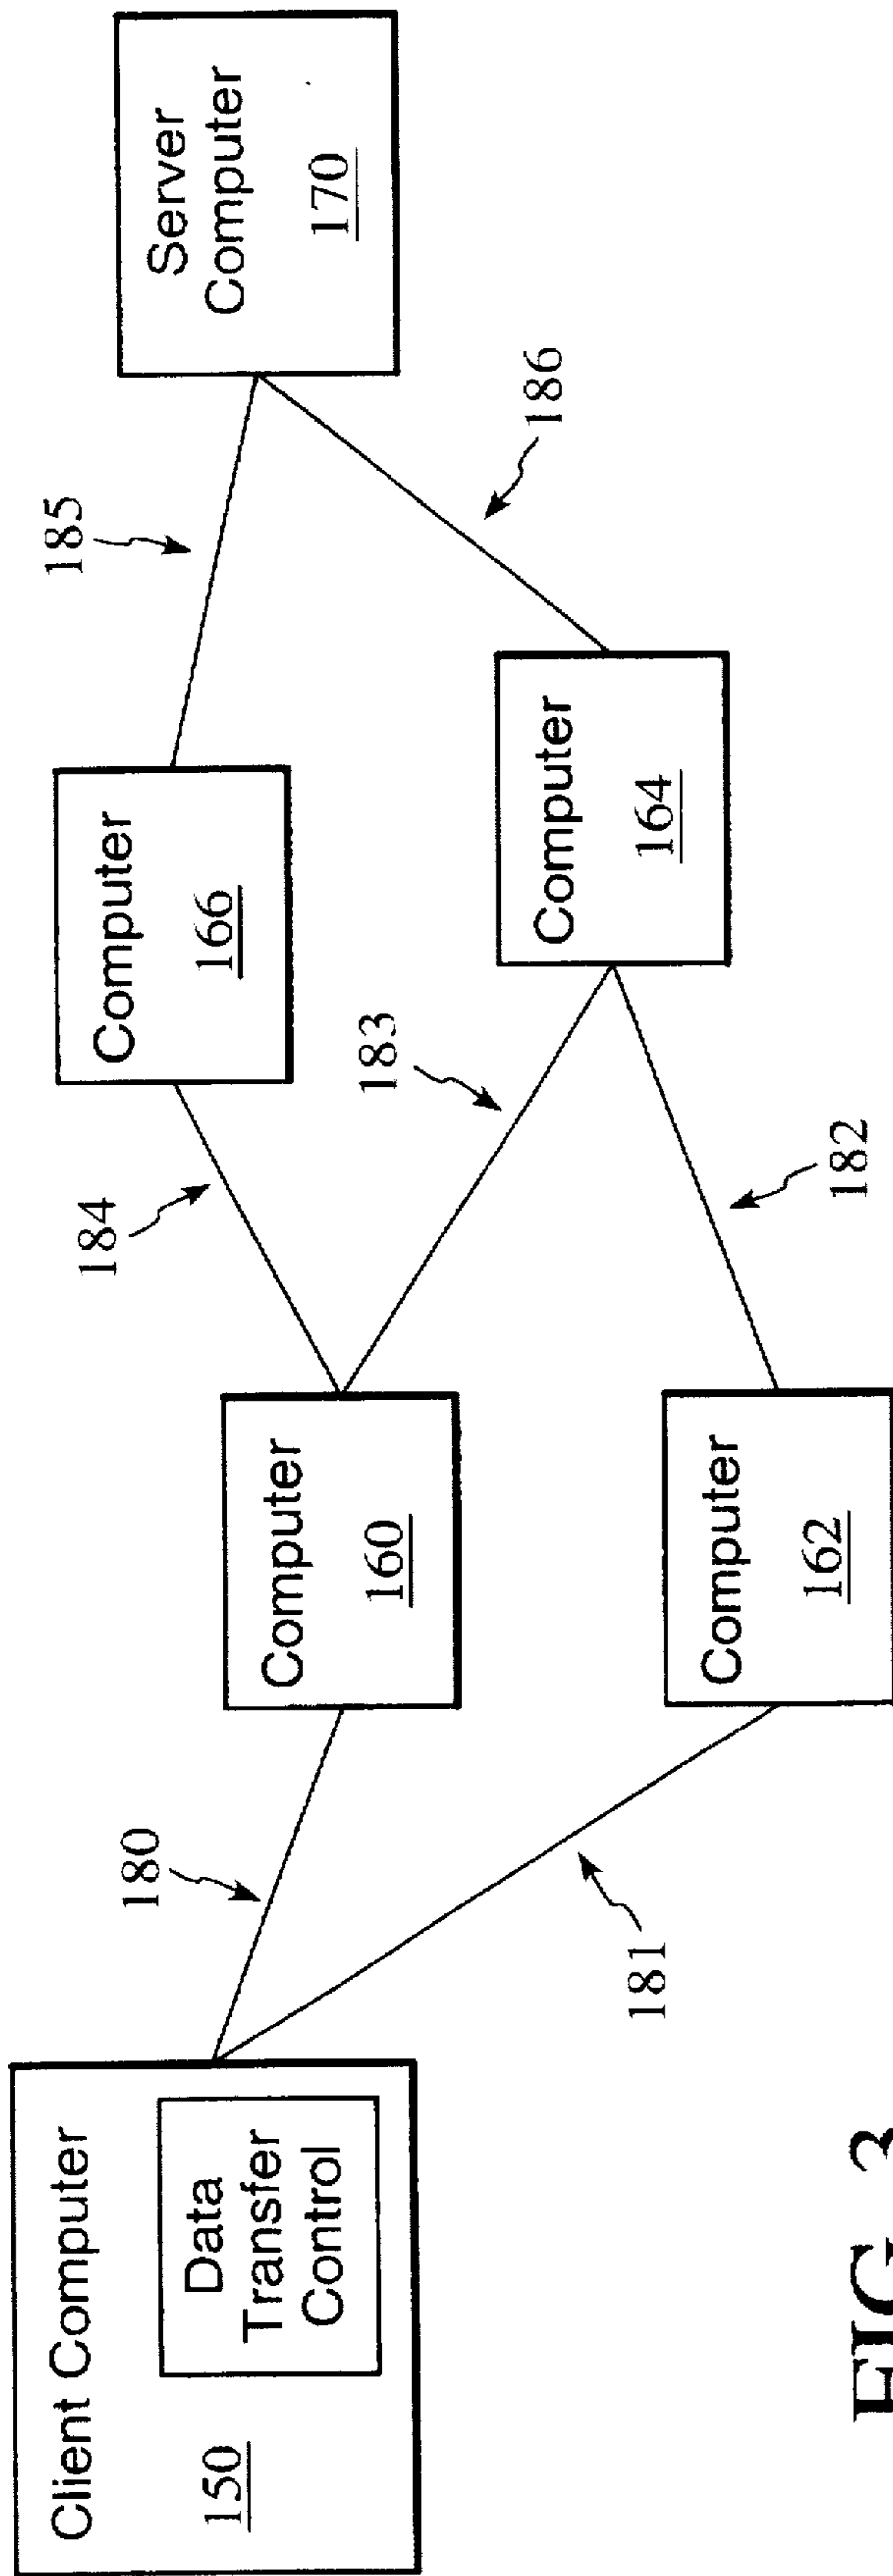 Client Computer
150
Data
Transfer
Control
180
181
Computer
160
Computer
162
184
183
182
Computer
166
Computer
164
185
186
Server
Computer
170
FIG. 3